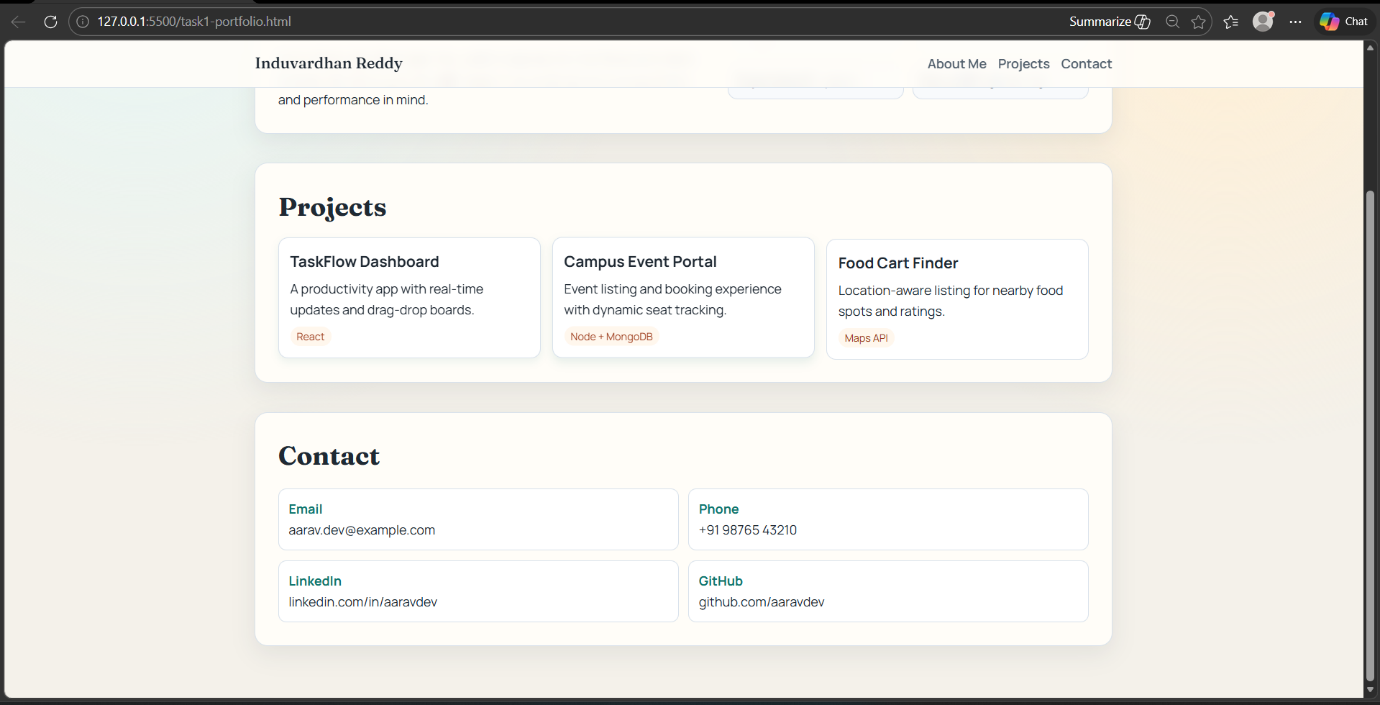 127.0.0.1:5500/task1-portfolio.html
Summarize
Chat
Induvardhan Reddy
About Me
Projects
Contact
and performance in mind.
Projects
TaskFlow Dashboard
A productivity app with real-time
updates and drag-drop boards.
React
Campus Event Portal
Event listing and booking experience
with dynamic seat tracking.
Node + MongoDB
Food Cart Finder
Location-aware listing for nearby food
spots and ratings.
Maps API
Contact
Email
aarav.dev@example.com
Phone
+91 98765 43210
LinkedIn
linkedin.com/in/aaravdev
GitHub
github.com/aaravdev